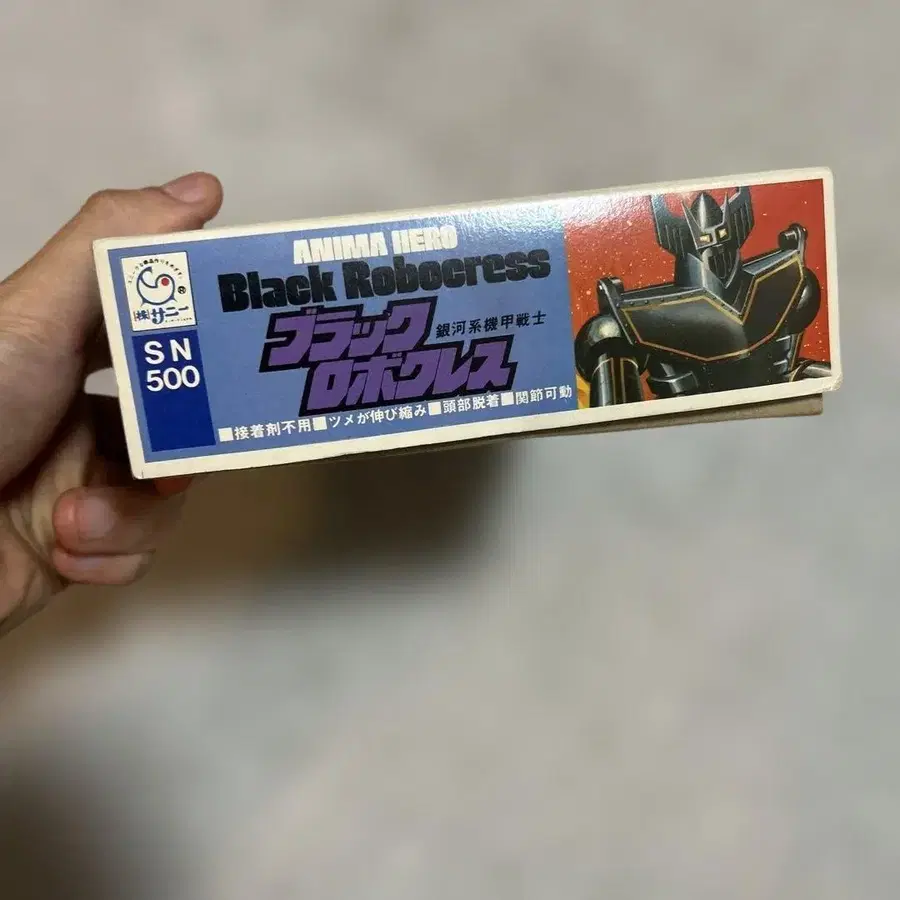 ANIMA HERO
Black Robocress
ブラック
銀河系機甲戦士
ロボクレス
■接着剤不用■ツメが伸び縮み■頭部脱着■関節可動
(株)サニー
SN
500